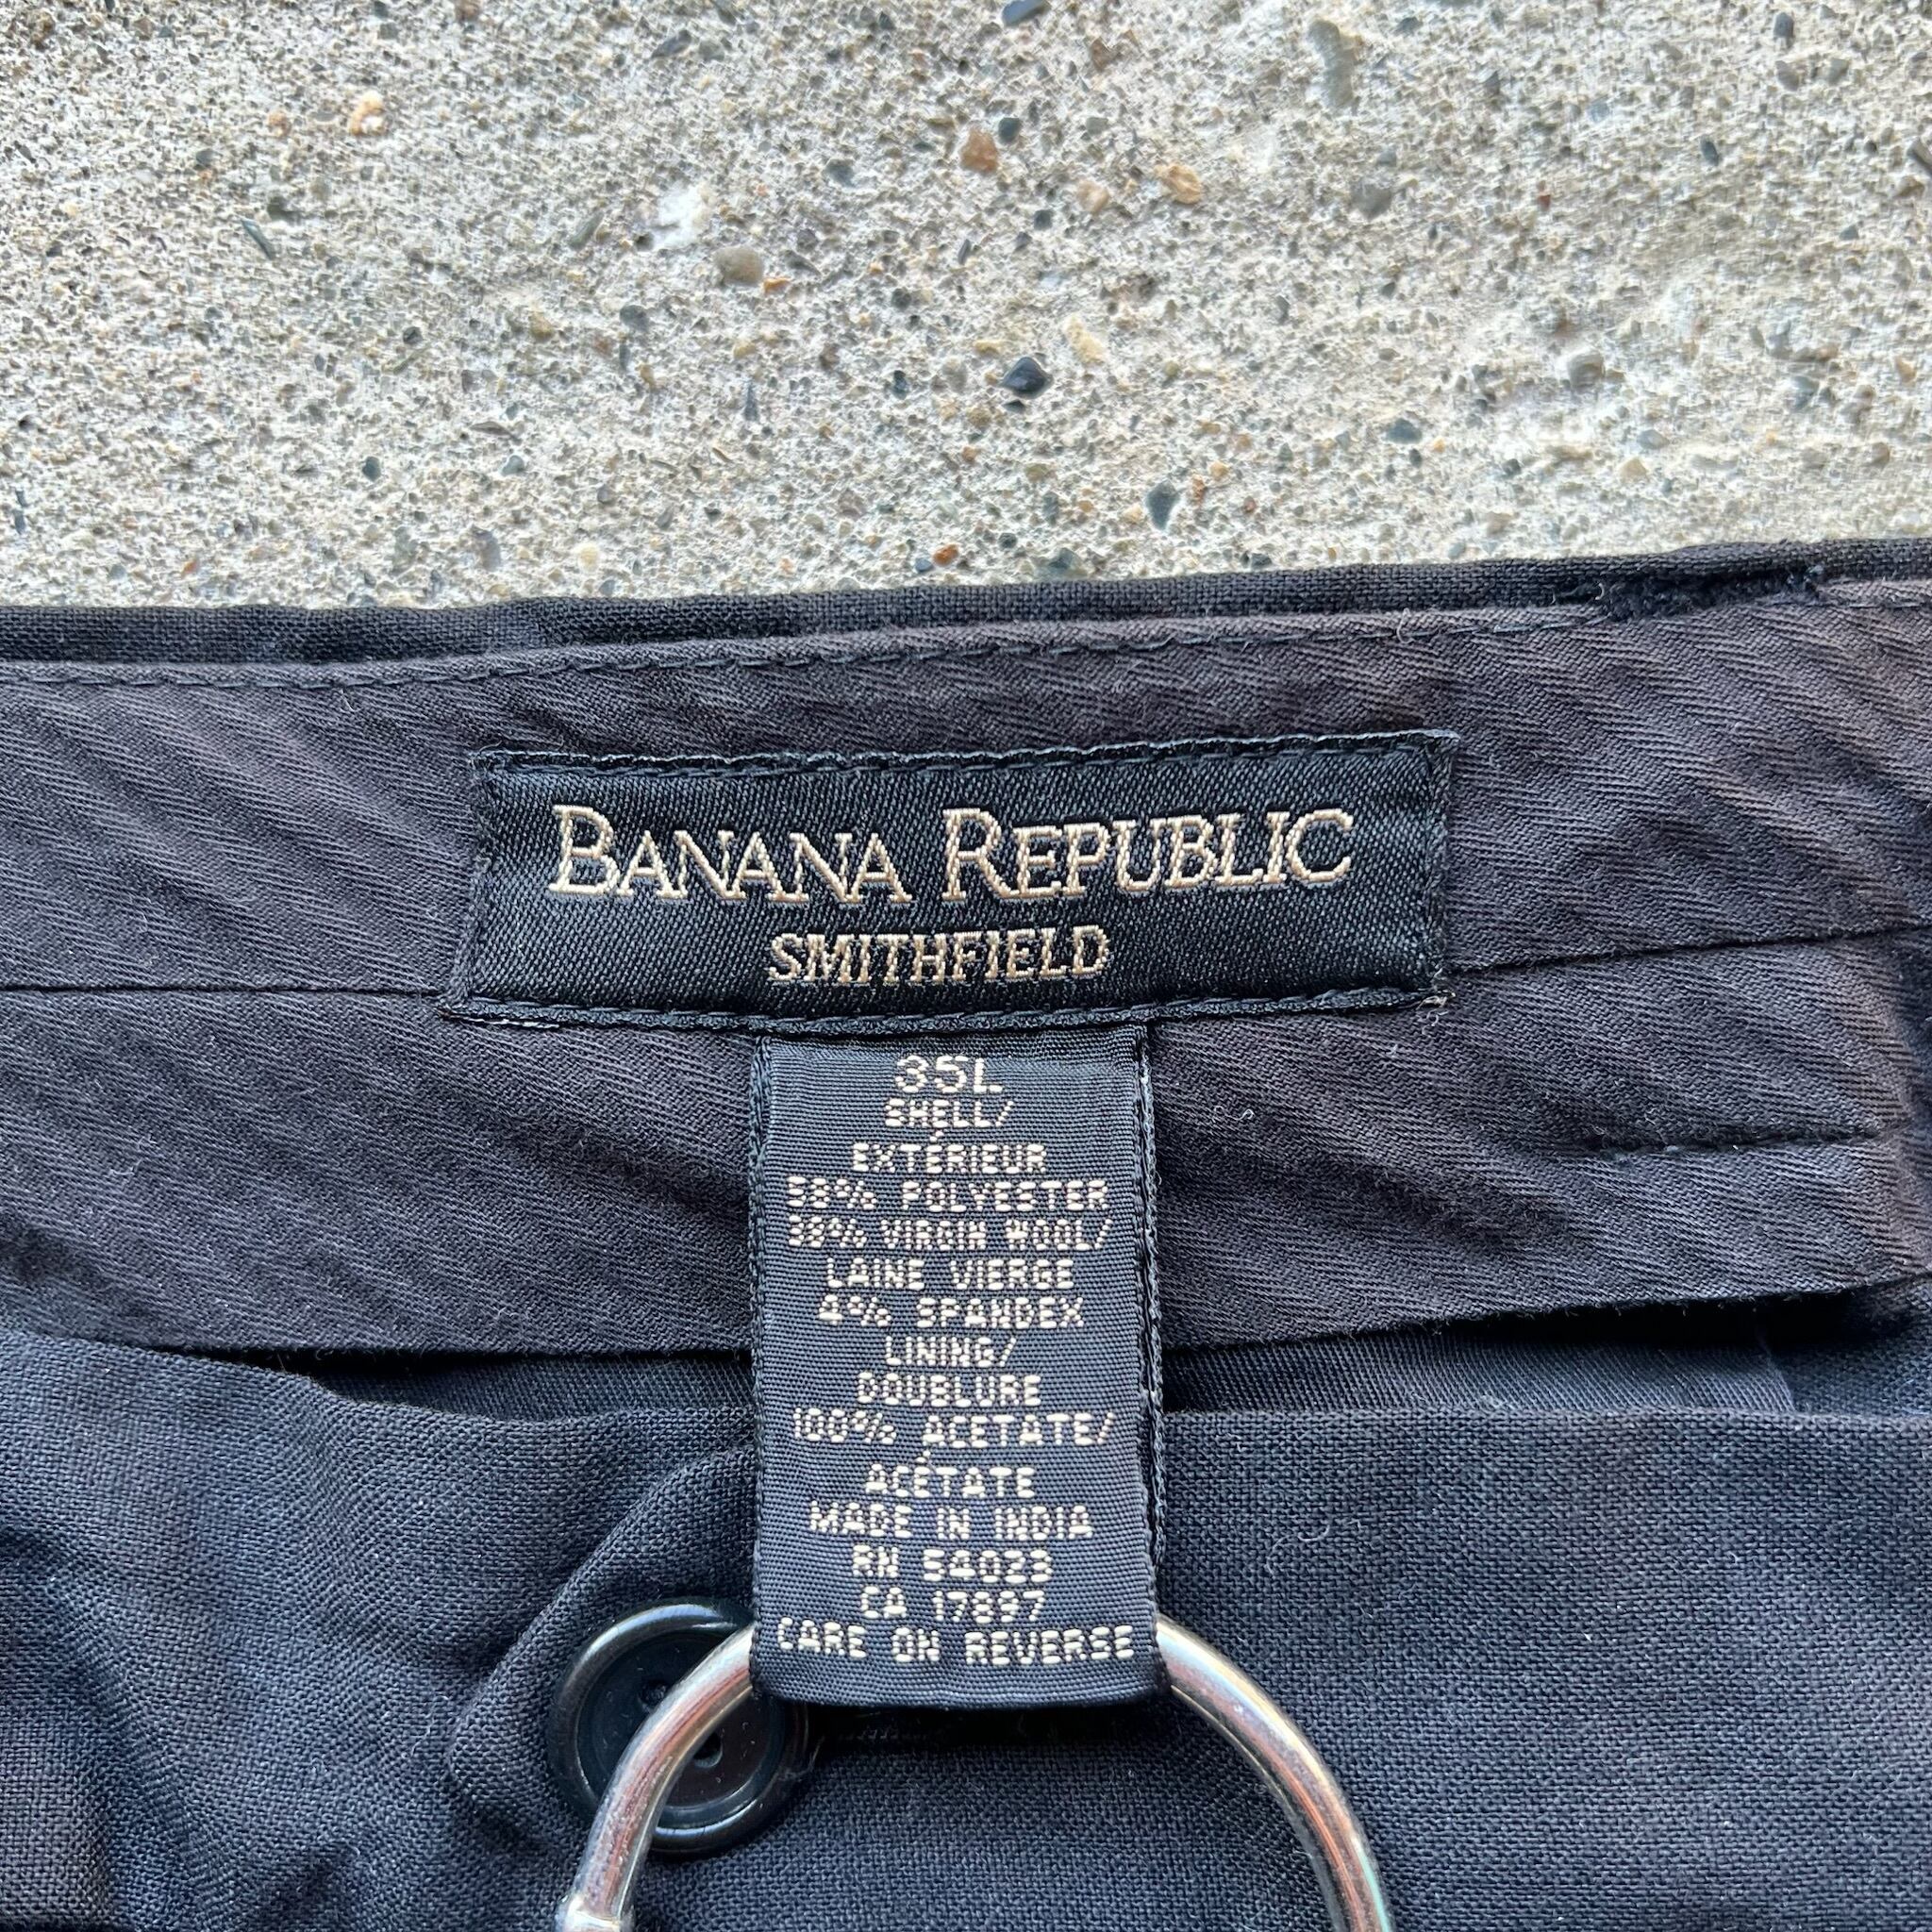 BANANA REPUBLIC
SMITHFIELD
35L
SHELL/
EXTÉRIEUR
58% POLYESTER
38% VIRGIN WOOL/
LAINE VIERGE
4% SPANDEX
LINING/
DOUBLURE
100% ACETATE/
ACÉTATE
MADE IN INDIA
RN 54023
CA 17897
CARE ON REVERSE